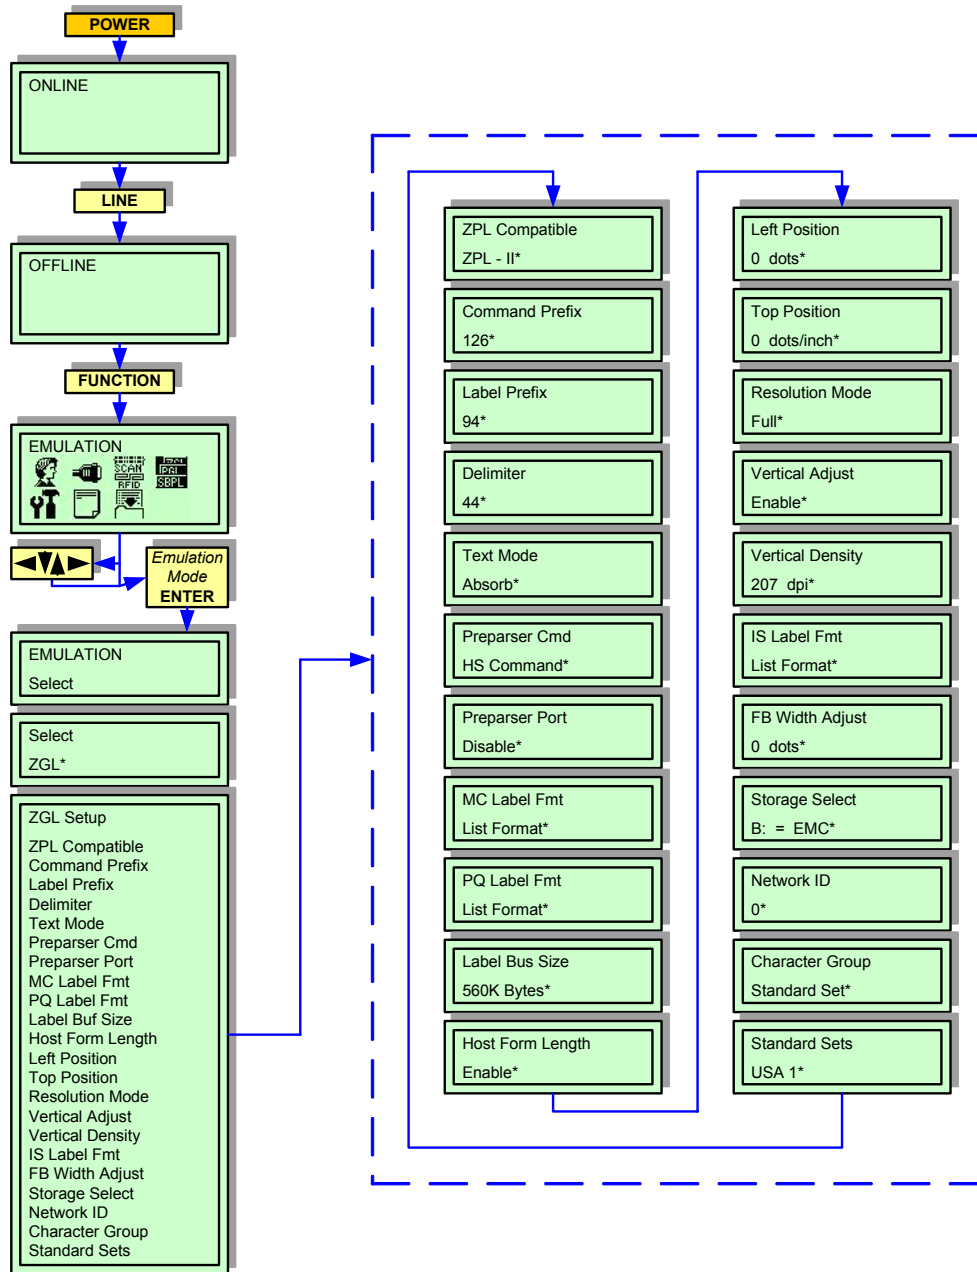 POWER
ONLINE
LINE
OFFLINE
FUNCTION
EMULATION
SCAN
RFID
PGL
SBPL
Emulation
Mode
ENTER
EMULATION
Select
Select
ZGL*
ZGL Setup
ZPL Compatible
Command Prefix
Label Prefix
Delimiter
Text Mode
Preparser Cmd
Preparser Port
MC Label Fmt
PQ Label Fmt
Label Buf Size
Host Form Length
Left Position
Top Position
Resolution Mode
Vertical Adjust
Vertical Density
IS Label Fmt
FB Width Adjust
Storage Select
Network ID
Character Group
Standard Sets
ZPL Compatible
ZPL - II*
Command Prefix
126*
Label Prefix
94*
Delimiter
44*
Text Mode
Absorb*
Preparser Cmd
HS Command*
Preparser Port
Disable*
MC Label Fmt
List Format*
PQ Label Fmt
List Format*
Label Bus Size
560K Bytes*
Host Form Length
Enable*
Left Position
0 dots*
Top Position
0 dots/inch*
Resolution Mode
Full*
Vertical Adjust
Enable*
Vertical Density
207 dpi*
IS Label Fmt
List Format*
FB Width Adjust
0 dots*
Storage Select
B: = EMC*
Network ID
0*
Character Group
Standard Set*
Standard Sets
USA 1*